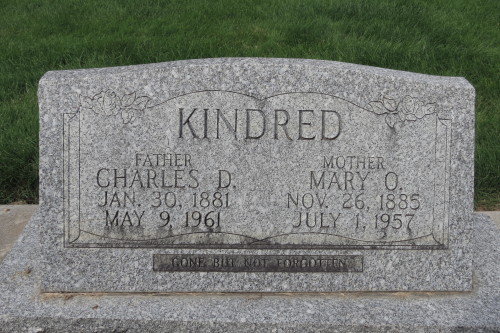 KINDRED
FATHER
CHARLES D.
JAN. 30, 1881
MAY 9, 1961
MOTHER
MARY O.
NOV. 26, 1885
JULY 1, 1957
GONE BUT NOT FORGOTTEN